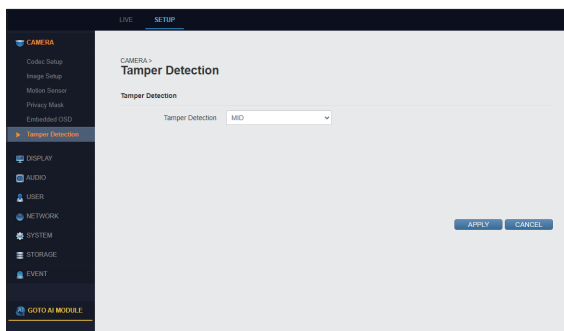 LIVE SETUP
CAMERA
Codec Setup
Image Setup
Motion Sensor
Privacy Mask
Embedded OSD
Tamper Detection
DISPLAY
AUDIO
USER
NETWORK
SYSTEM
STORAGE
EVENT
GOTO AI MODULE
CAMERA >
Tamper Detection
Tamper Detection
Tamper Detection MID
APPLY CANCEL